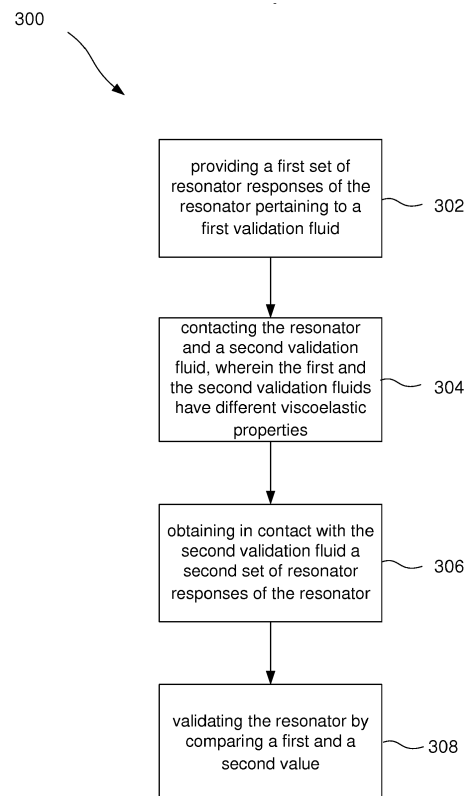 300
providing a first set of
resonator responses of the
resonator pertaining to a
first validation fluid
302
contacting the resonator
and a second validation
fluid, wherein the first and
the second validation fluids
have different viscoelastic
properties
304
obtaining in contact with the
second validation fluid a
second set of resonator
responses of the resonator
306
validating the resonator by
comparing a first and a
second value
308